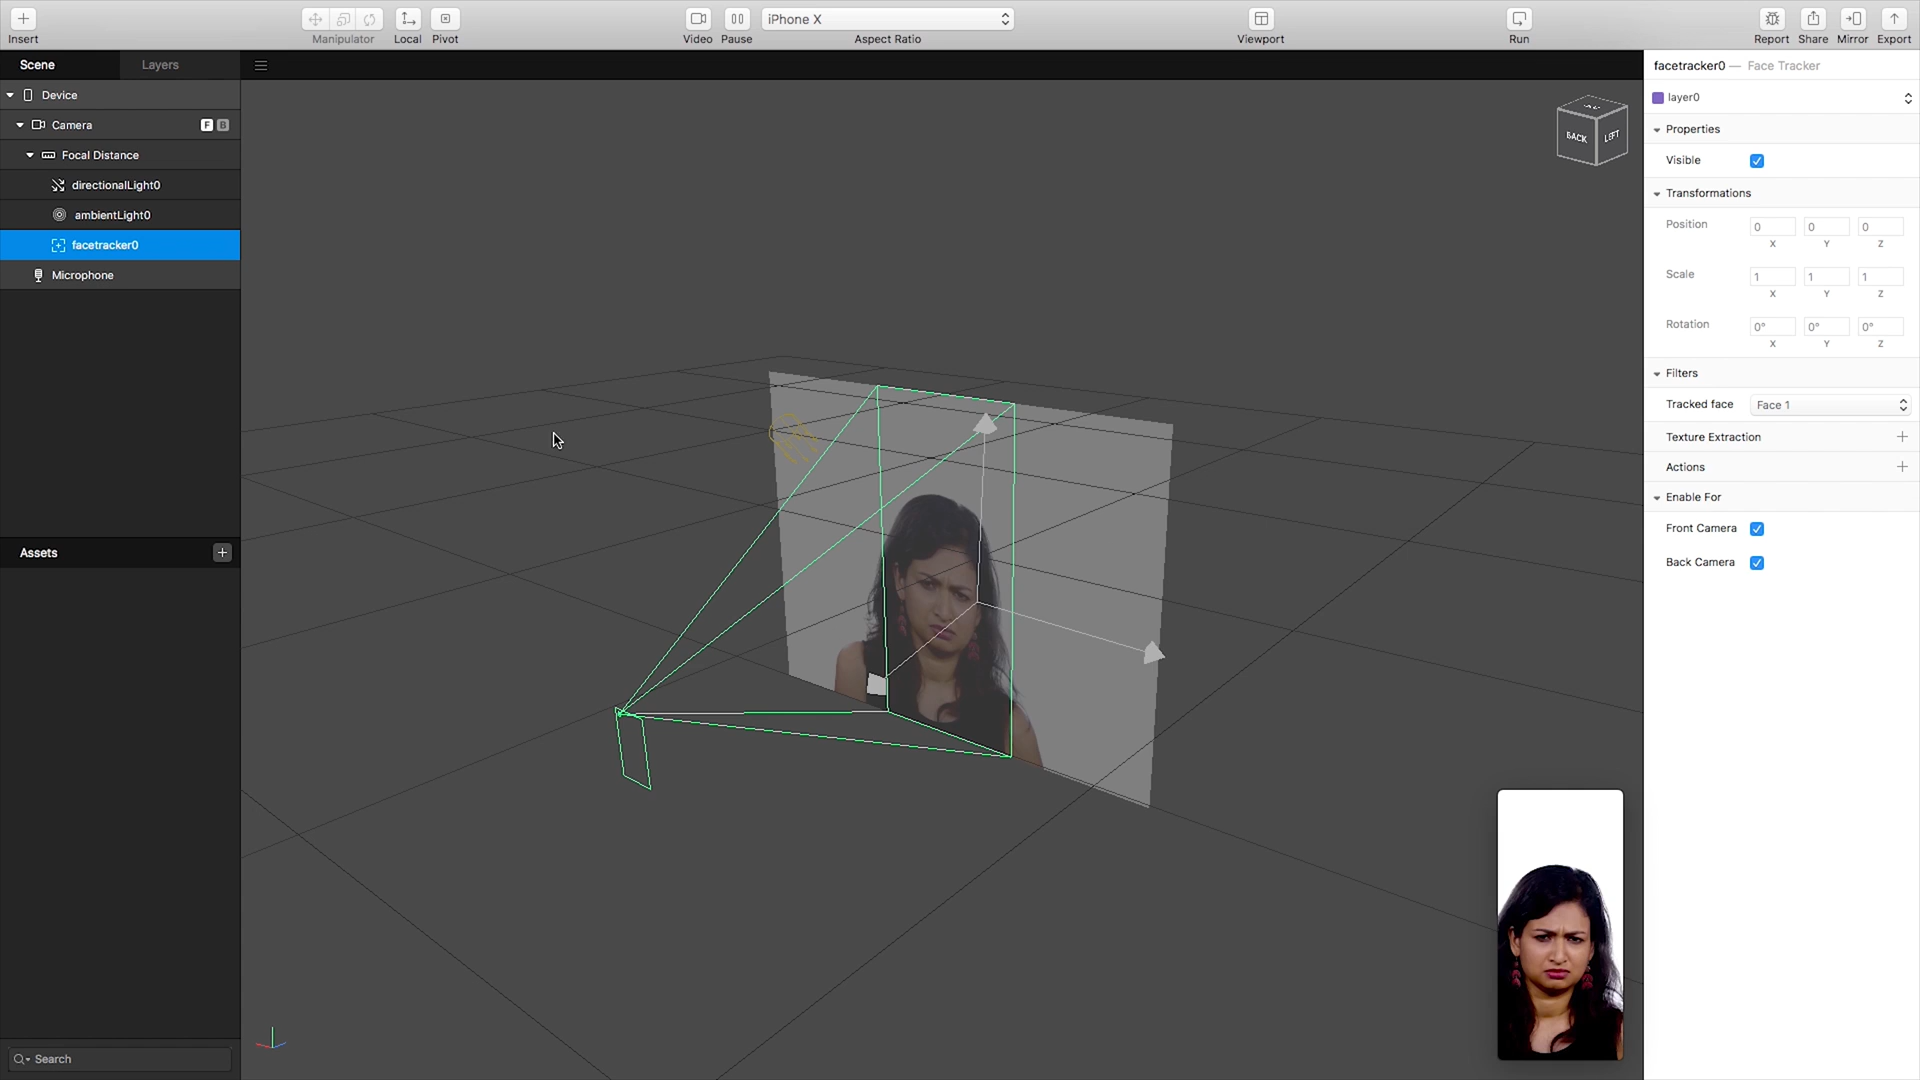 Insert
Manipulator
Local
Pivot
Video
Pause
iPhone X
Aspect Ratio
Viewport
Run
Report
Share
Mirror
Export
Scene
Layers
Device
Camera
F
B
Focal Distance
directionalLight0
ambientLight0
facetracker0
Microphone
Assets
Search
BACK
LEFT
facetracker0 — Face Tracker
layer0
Properties
Visible
Transformations
Position
0 0 0
X Y Z
Scale
1 1 1
X Y Z
Rotation
0° 0° 0°
X Y Z
Filters
Tracked face
Face 1
Texture Extraction
Actions
Enable For
Front Camera
Back Camera